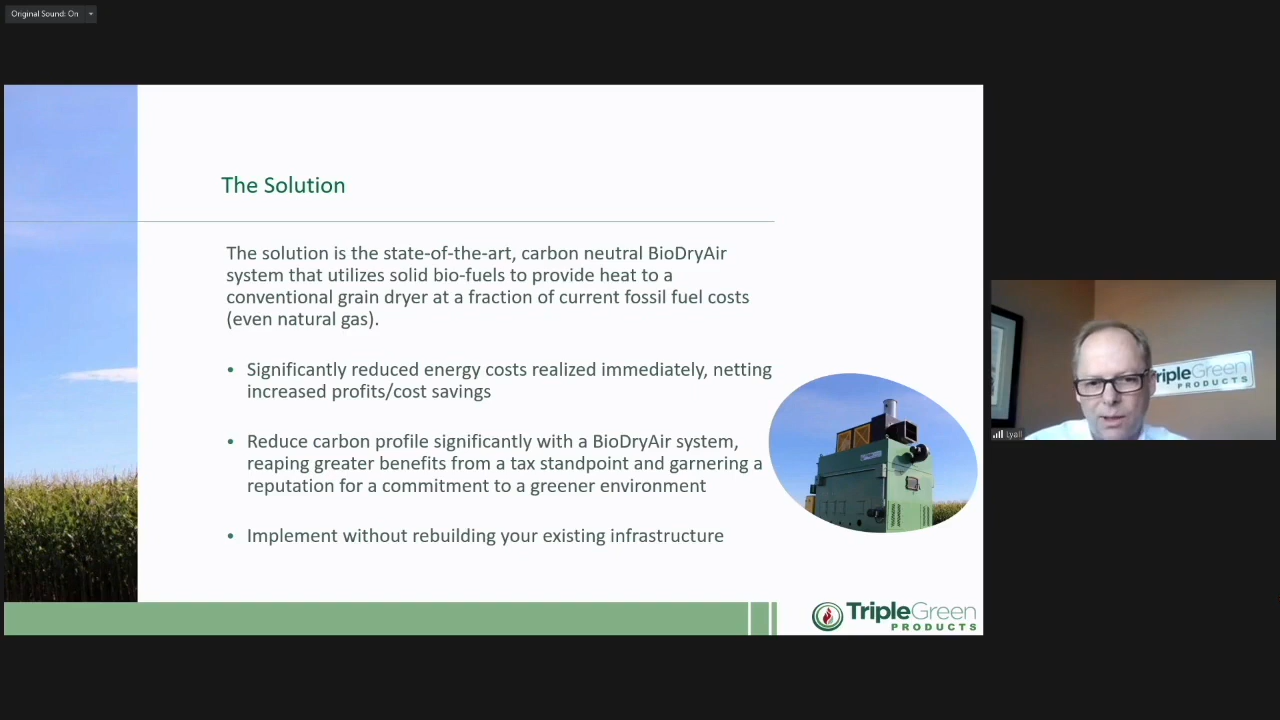 Original Sound: On
The Solution
The solution is the state-of-the-art, carbon neutral BioDryAir
system that utilizes solid bio-fuels to provide heat to a
conventional grain dryer at a fraction of current fossil fuel costs
(even natural gas).
• Significantly reduced energy costs realized immediately, netting
increased profits/cost savings
• Reduce carbon profile significantly with a BioDryAir system,
reaping greater benefits from a tax standpoint and garnering a
reputation for a commitment to a greener environment
• Implement without rebuilding your existing infrastructure
TripleGreen
PRODUCTS
ripleGreen
PRODUCTS
Lyall